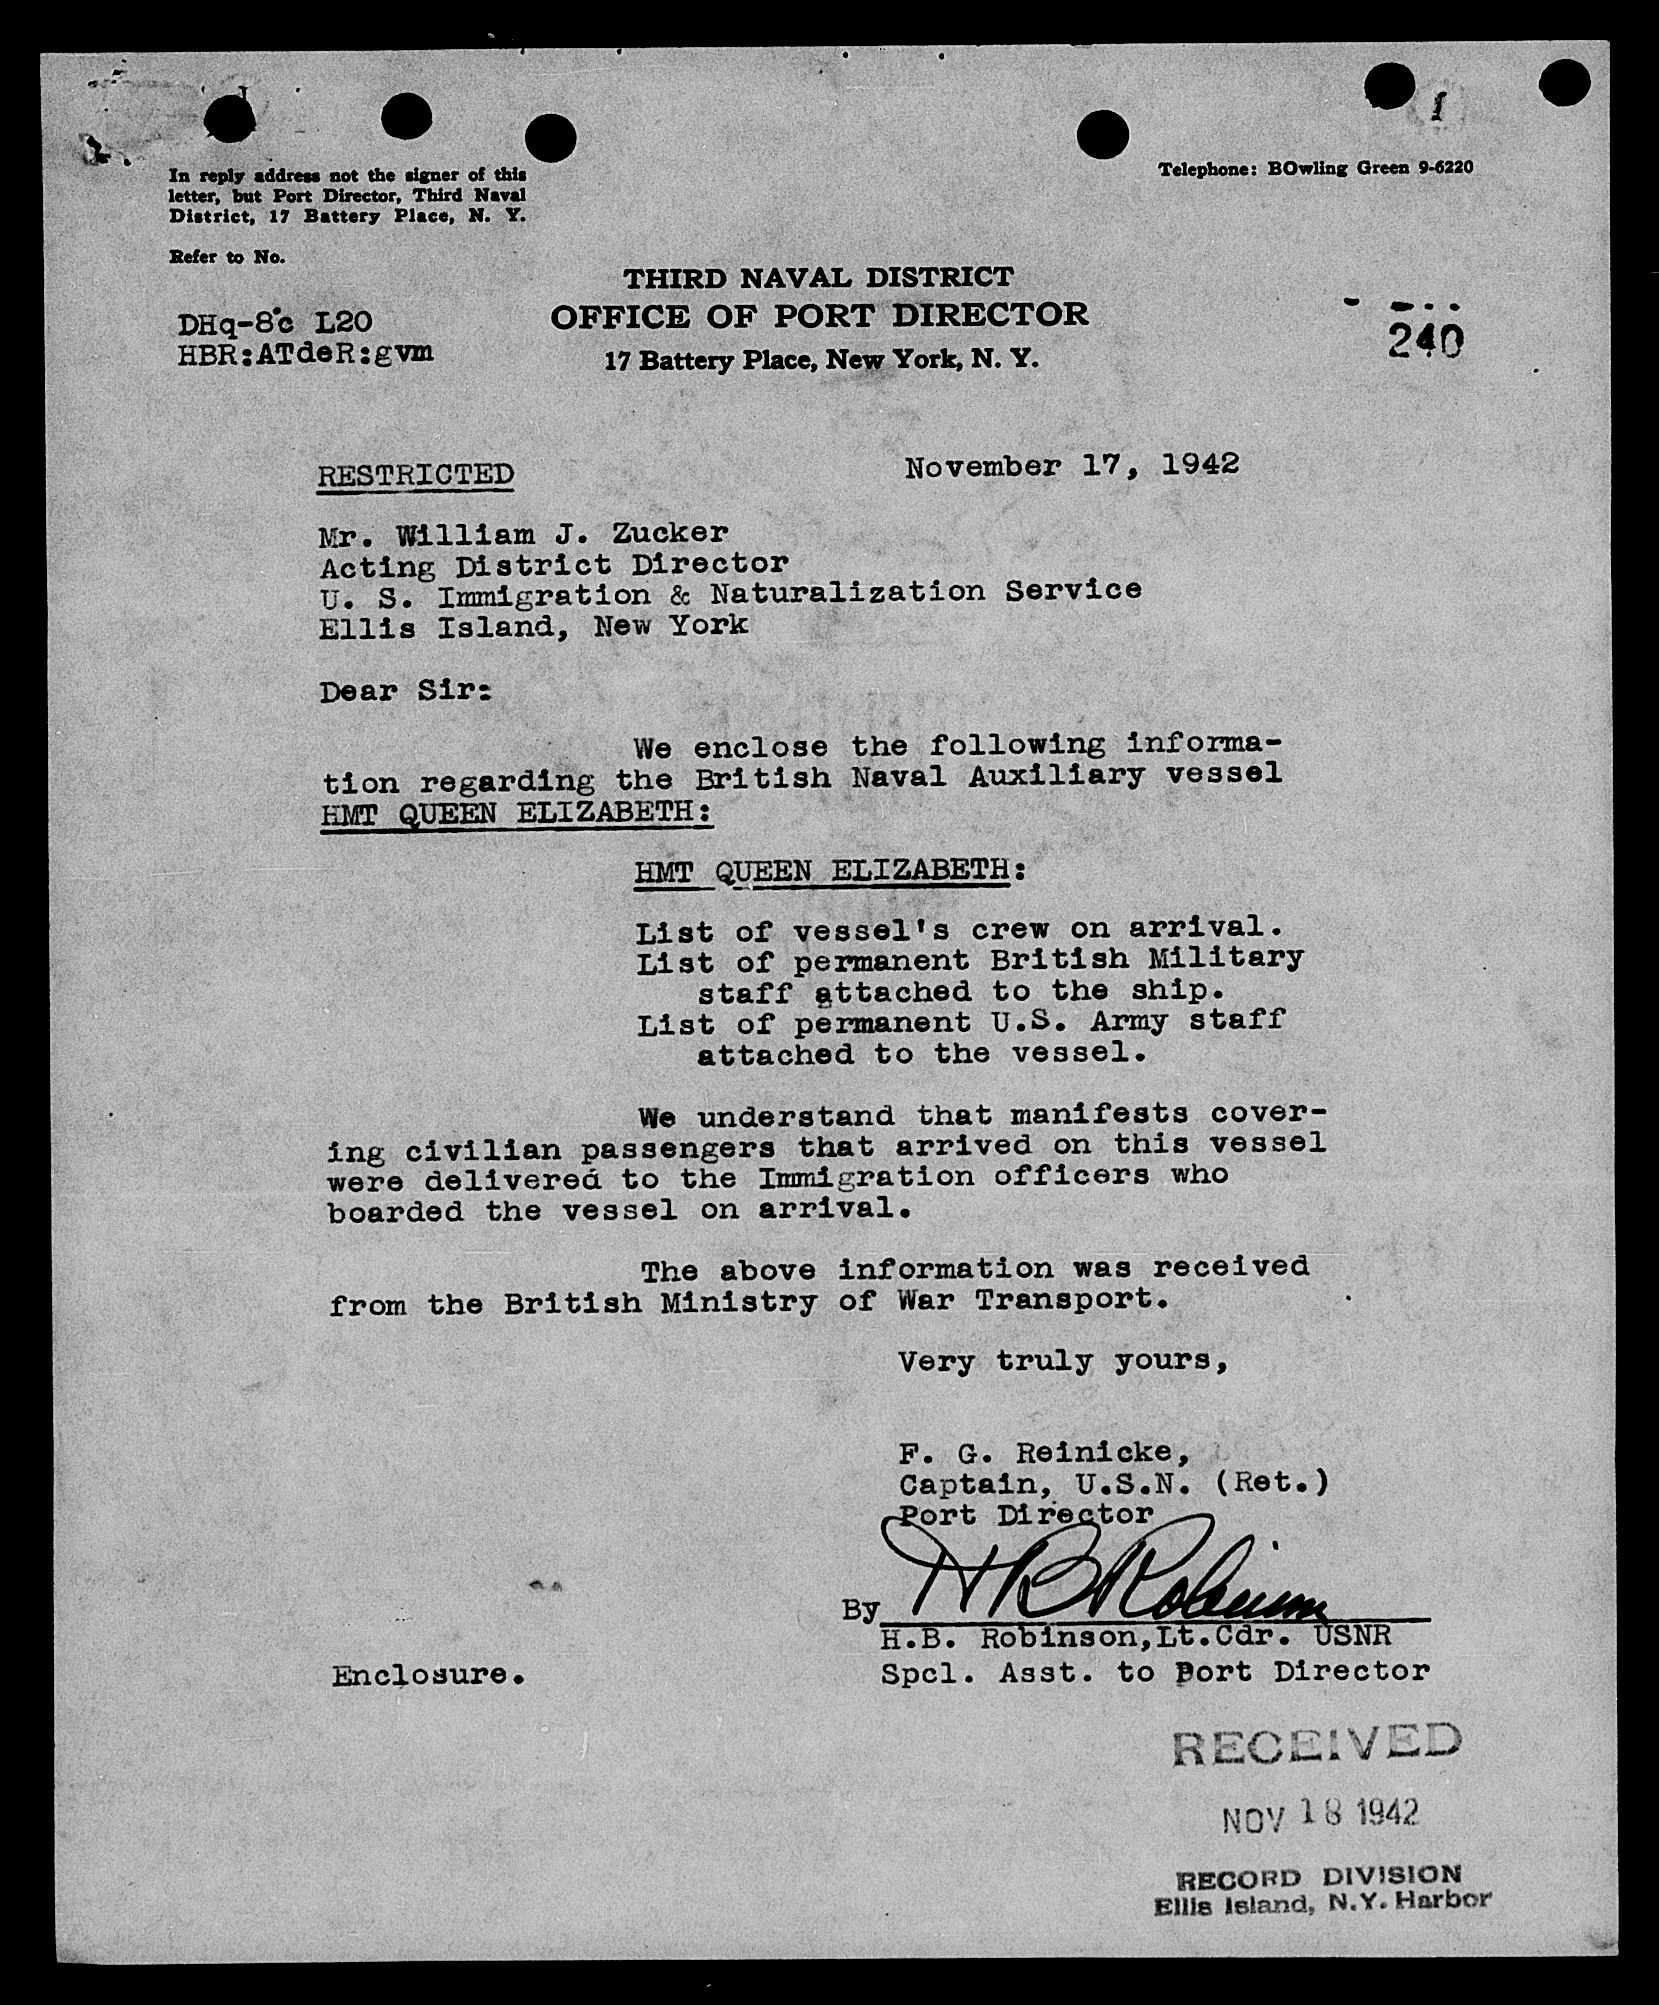 1
In reply address not the signer of this
letter, but Port Director, Third Naval
District, 17 Battery Place, N. Y.
Telephone: BOwling Green 9-6220
Refer to No.
DHq-8c L20
HBR:ATdeR:gvm
THIRD NAVAL DISTRICT
OFFICE OF PORT DIRECTOR
17 Battery Place, New York, N. Y.
240
RESTRICTED
November 17, 1942
Mr. William J. Zucker
Acting District Director
U. S. Immigration & Naturalization Service
Ellis Island, New York
Dear Sir:
We enclose the following informa-
tion regarding the British Naval Auxiliary vessel
HMT QUEEN ELIZABETH:
HMT QUEEN ELIZABETH:
List of vessel's crew on arrival.
List of permanent British Military
staff attached to the ship.
List of permanent U.S. Army staff
attached to the vessel.
We understand that manifests cover-
ing civilian passengers that arrived on this vessel
were delivered to the Immigration officers who
boarded the vessel on arrival.
The above information was received
from the British Ministry of War Transport.
Very truly yours,
F. G. Reinicke,
Captain, U.S.N. (Ret.)
Port Director
By H B Robinson
H.B. Robinson,Lt.Cdr. USNR
Spcl. Asst. to Port Director
Enclosure.
RECEIVED
NOV 18 1942
RECORD DIVISION
Ellis Island, N.Y. Harbor